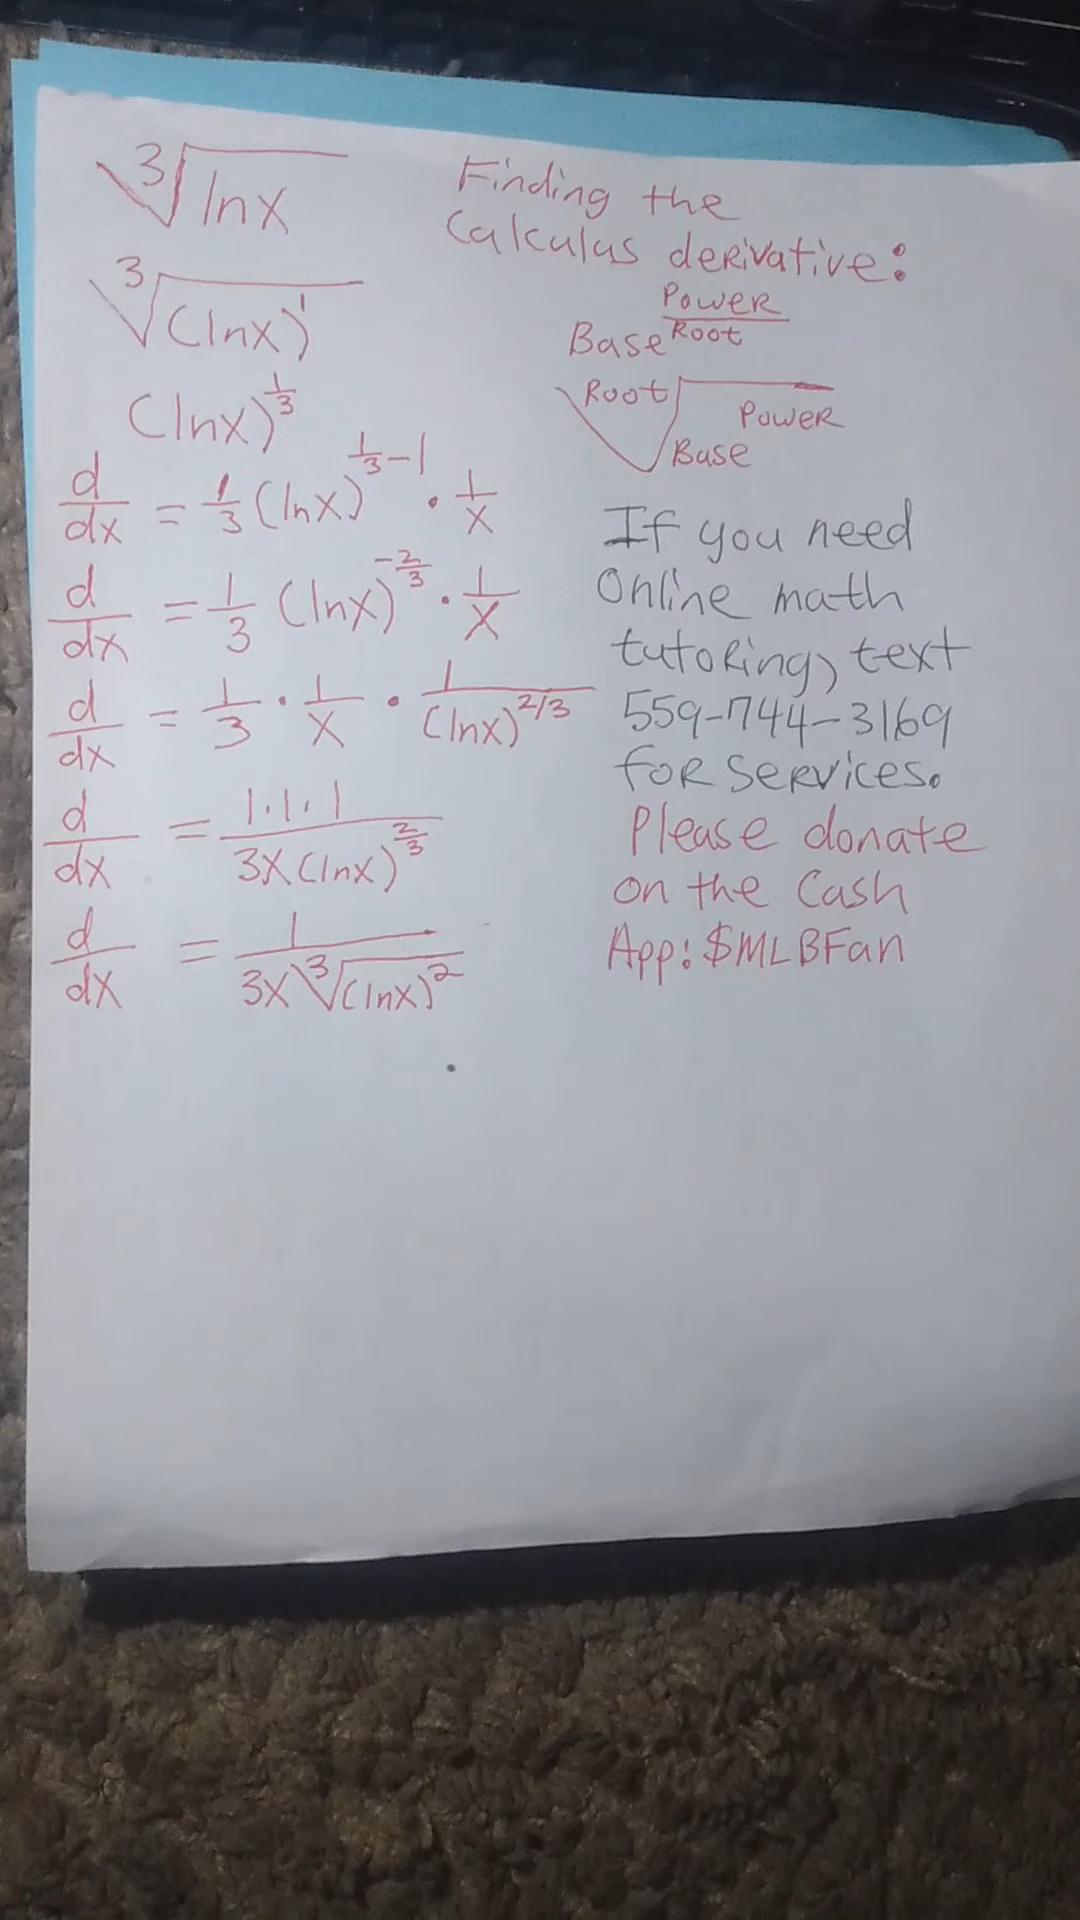 ∛lnx
∛(lnx)^1
(lnx)^1/3
d/dx = 1/3 (lnx)^1/3-1 · 1/x
d/dx = 1/3 (lnx)^-2/3 · 1/x
d/dx = 1/3 · 1/x · 1/(lnx)^2/3
d/dx = 1·1·1/3x(lnx)^2/3
d/dx = 1/3x∛(lnx)^2
Finding the
Calculus derivative:
Base Power/Root
Root
Power
Base
If you need
Online math
tutoring, text
559-744-3169
for services.
Please donate
on the Cash
App: $MLBFan